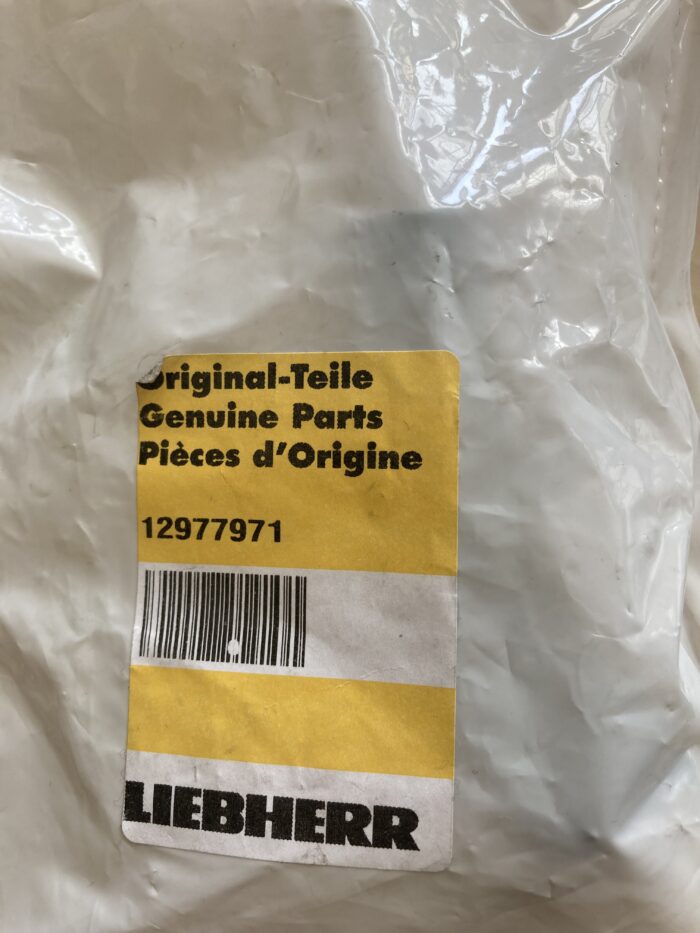 Original-Teile
Genuine Parts
Pièces d'Origine
12977971
LIEBHERR